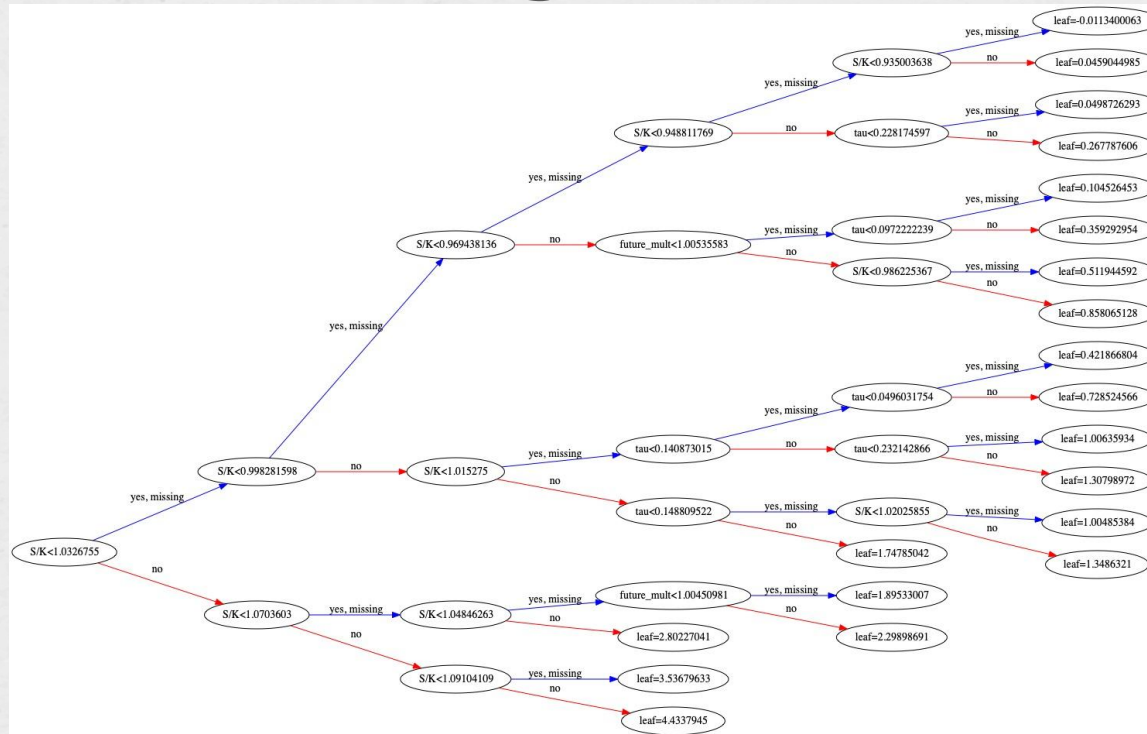 leaf=-0.0113400063
yes, missing
S/K<0.935003638
no
leaf=0.0459044985
yes, missing
leaf=0.0498726293
yes, missing
S/K<0.948811769
no
tau<0.228174597
no
leaf=0.267787606
yes, missing
leaf=0.104526453
yes, missing
S/K<0.969438136
no
future_mult<1.00535583
yes, missing
tau<0.0972222239
no
leaf=0.359292954
no
S/K<0.986225367
yes, missing
leaf=0.511944592
no
leaf=0.858065128
yes, missing
leaf=0.421866804
yes, missing
tau<0.0496031754
no
leaf=0.728524566
yes, missing
S/K<0.998281598
no
S/K<1.015275
yes, missing
tau<0.140873015
no
tau<0.232142866
yes, missing
leaf=1.00635934
no
leaf=1.30798972
yes, missing
no
tau<0.148809522
yes, missing
S/K<1.02025855
yes, missing
leaf=1.00485384
no
leaf=1.74785042
no
leaf=1.3486321
S/K<1.0326755
no
S/K<1.0703603
yes, missing
S/K<1.04846263
yes, missing
future_mult<1.00450981
yes, missing
leaf=1.89533007
no
leaf=2.80227041
no
leaf=2.29898691
no
S/K<1.09104109
yes, missing
leaf=3.53679633
no
leaf=4.4337945